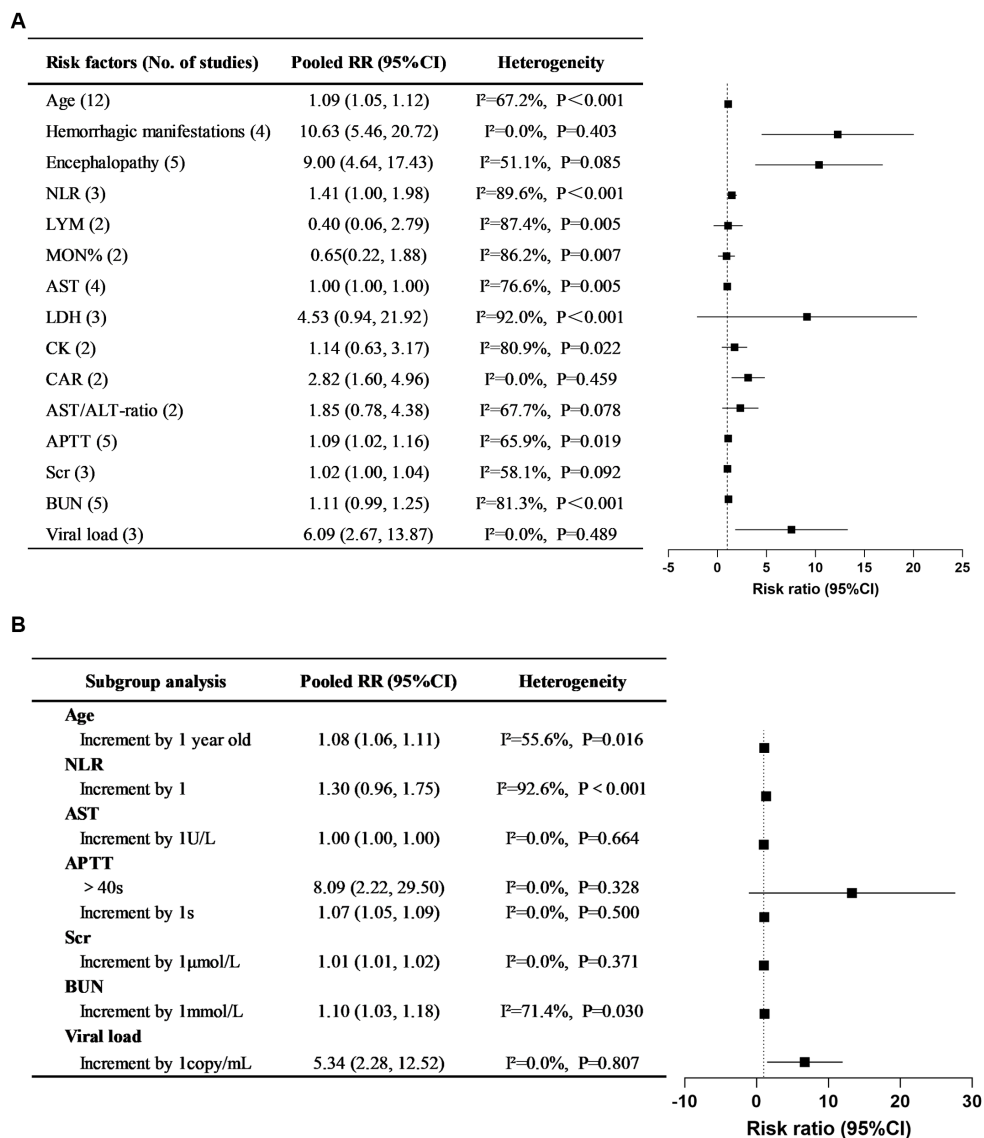 A
Risk factors (No. of studies) Pooled RR (95%CI) Heterogeneity
Age (12) 1.09 (1.05, 1.12) I²=67.2%, P<0.001
Hemorrhagic manifestations (4) 10.63 (5.46, 20.72) I²=0.0%, P=0.403
Encephalopathy (5) 9.00 (4.64, 17.43) I²=51.1%, P=0.085
NLR (3) 1.41 (1.00, 1.98) I²=89.6%, P<0.001
LYM (2) 0.40 (0.06, 2.79) I²=87.4%, P=0.005
MON% (2) 0.65(0.22, 1.88) I²=86.2%, P=0.007
AST (4) 1.00 (1.00, 1.00) I²=76.6%, P=0.005
LDH (3) 4.53 (0.94, 21.92) I²=92.0%, P<0.001
CK (2) 1.14 (0.63, 3.17) I²=80.9%, P=0.022
CAR (2) 2.82 (1.60, 4.96) I²=0.0%, P=0.459
AST/ALT-ratio (2) 1.85 (0.78, 4.38) I²=67.7%, P=0.078
APTT (5) 1.09 (1.02, 1.16) I²=65.9%, P=0.019
Scr (3) 1.02 (1.00, 1.04) I²=58.1%, P=0.092
BUN (5) 1.11 (0.99, 1.25) I²=81.3%, P<0.001
Viral load (3) 6.09 (2.67, 13.87) I²=0.0%, P=0.489
-5 0 5 10 15 20 25
Risk ratio (95%CI)
B
Subgroup analysis Pooled RR (95%CI) Heterogeneity
Age
Increment by 1 year old 1.08 (1.06, 1.11) I²=55.6%, P=0.016
NLR
Increment by 1 1.30 (0.96, 1.75) I²=92.6%, P<0.001
AST
Increment by 1U/L 1.00 (1.00, 1.00) I²=0.0%, P=0.664
APTT
> 40s 8.09 (2.22, 29.50) I²=0.0%, P=0.328
Increment by 1s 1.07 (1.05, 1.09) I²=0.0%, P=0.500
Scr
Increment by 1μmol/L 1.01 (1.01, 1.02) I²=0.0%, P=0.371
BUN
Increment by 1mmol/L 1.10 (1.03, 1.18) I²=71.4%, P=0.030
Viral load
Increment by 1copy/mL 5.34 (2.28, 12.52) I²=0.0%, P=0.807
-10 0 10 20 30
Risk ratio (95%CI)